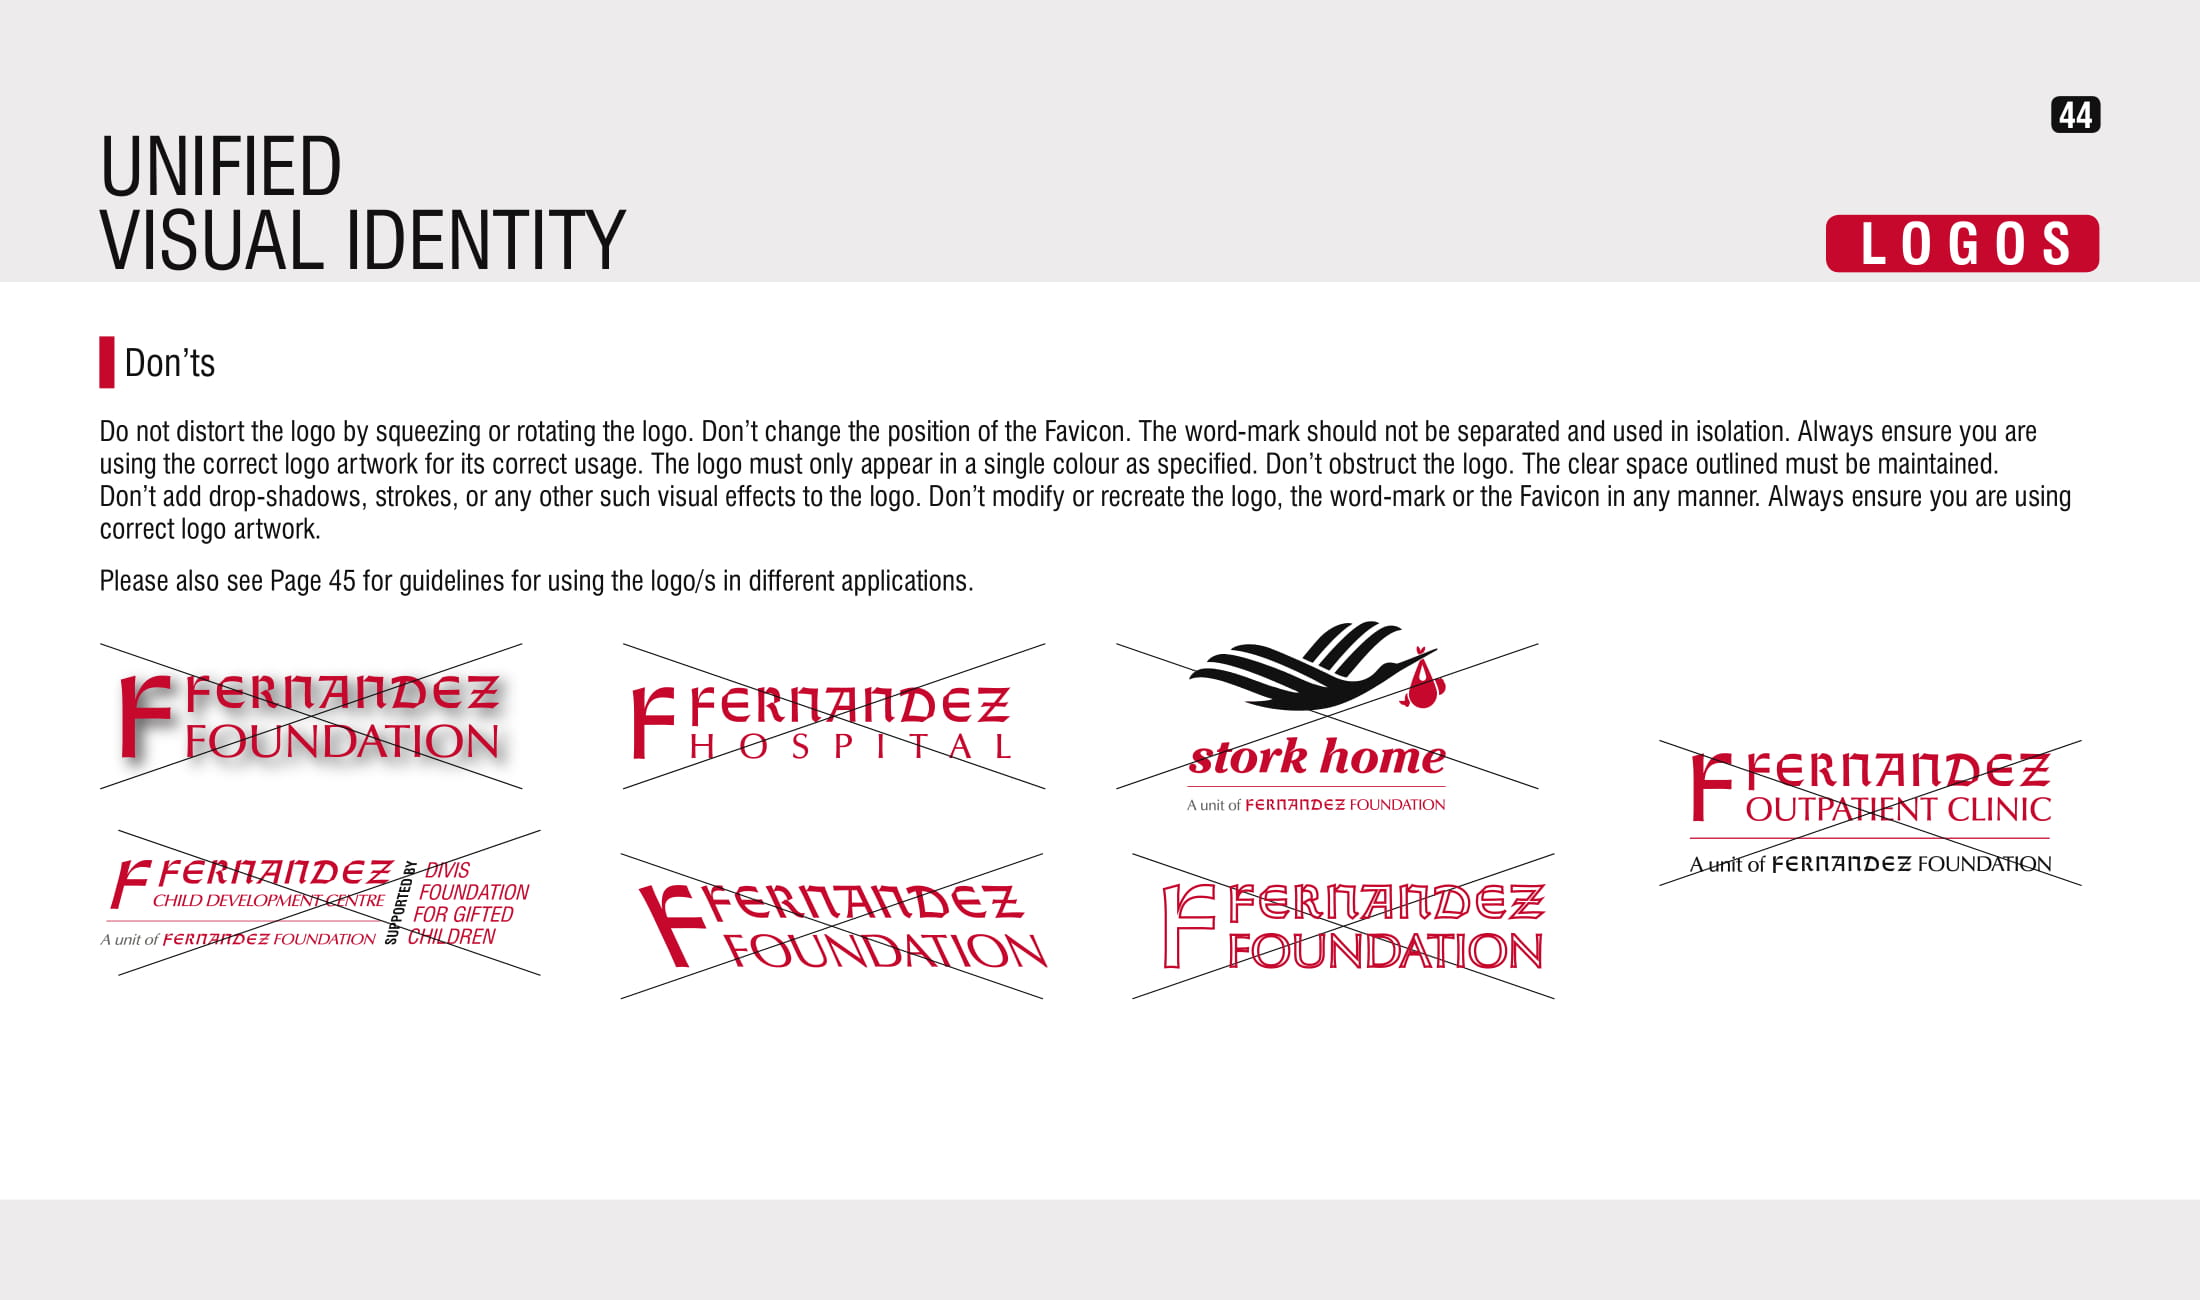 44
UNIFIED
VISUAL IDENTITY
LOGOS
Don’ts
Do not distort the logo by squeezing or rotating the logo. Don’t change the position of the Favicon. The word-mark should not be separated and used in isolation. Always ensure you are
using the correct logo artwork for its correct usage. The logo must only appear in a single colour as specified. Don’t obstruct the logo. The clear space outlined must be maintained.
Don’t add drop-shadows, strokes, or any other such visual effects to the logo. Don’t modify or recreate the logo, the word-mark or the Favicon in any manner. Always ensure you are using
correct logo artwork.
Please also see Page 45 for guidelines for using the logo/s in different applications.
F FERNANDEZ
FOUNDATION
F FERNANDEZ
HOSPITAL
stork home
A unit of FERNANDEZ FOUNDATION
F FERNANDEZ
OUTPATIENT CLINIC
A unit of FERNANDEZ FOUNDATION
F FERNANDEZ
CHILD DEVELOPMENT CENTRE
A unit of FERNANDEZ FOUNDATION
SUPPORTED BY
DIVIS
FOUNDATION
FOR GIFTED
CHILDREN
F FERNANDEZ
FOUNDATION
F FERNANDEZ
FOUNDATION